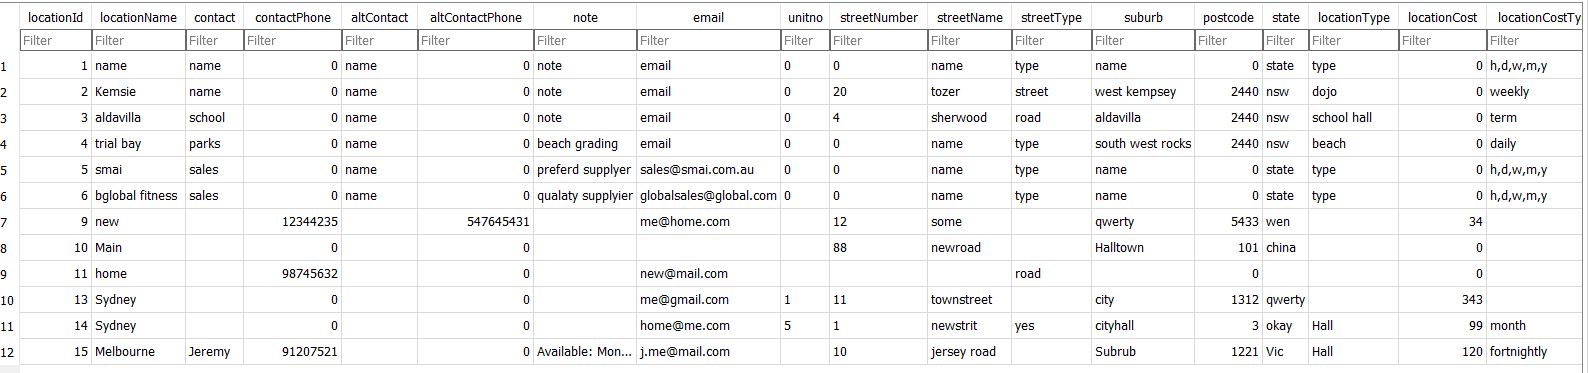 locationId locationName contact contactPhone altContact altContactPhone note email unitno streetNumber streetName streetType suburb postcode state locationType locationCost locationCostTy
Filter Filter Filter Filter Filter Filter Filter Filter Filter Filter Filter Filter Filter Filter Filter Filter Filter Filter
1 1 name name 0 name 0 note email 0 0 name type name 0 state type 0 h,d,w,m,y
2 2 Kemsie name 0 name 0 note email 0 20 tozer street west kempsey 2440 nsw dojo 0 weekly
3 3 aldavilla school 0 name 0 note email 0 4 sherwood road aldavilla 2440 nsw school hall 0 term
4 4 trial bay parks 0 name 0 beach grading email 0 0 name type south west rocks 2440 nsw beach 0 daily
5 5 smai sales 0 name 0 preferd supplyer sales@smai.com.au 0 0 name type name 0 state type 0 h,d,w,m,y
6 6 bglobal fitness sales 0 name 0 qualaty supplyier globalsales@global.com 0 0 name type name 0 state type 0 h,d,w,m,y
7 9 new 12344235 547645431 me@home.com 12 some qwerty 5433 wen 34
8 10 Main 0 0 88 newroad Halltown 101 china 0
9 11 home 98745632 0 new@mail.com road 0 0
10 13 Sydney 0 0 me@gmail.com 1 11 townstreet city 1312 qwerty 343
11 14 Sydney 0 0 home@me.com 5 1 newstrit yes cityhall 3 okay Hall 99 month
12 15 Melbourne Jeremy 91207521 0 Available: Mon... j.me@mail.com 10 jersey road Subrub 1221 Vic Hall 120 fortnightly